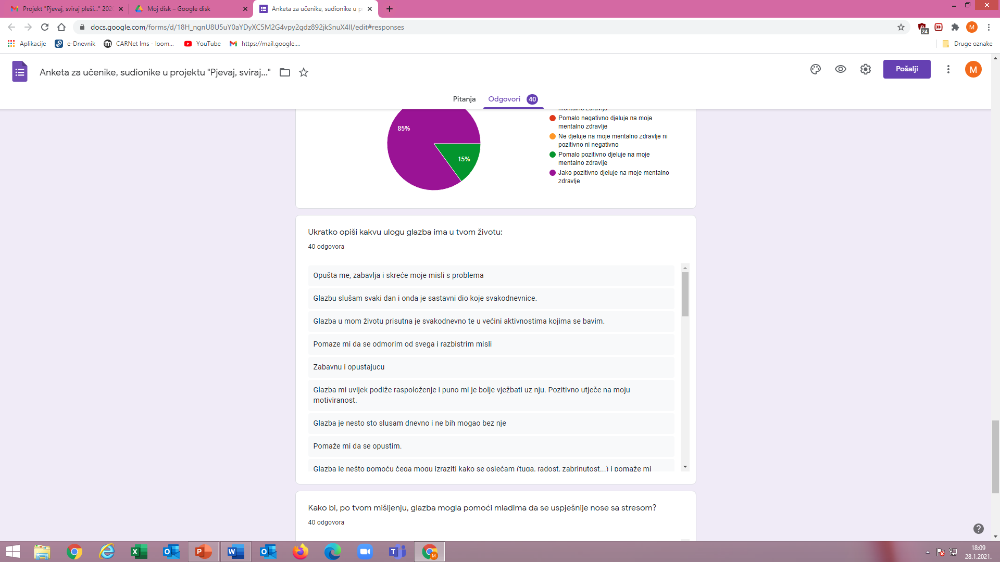 Projekt "Pjevaj, sviraj pleši..." 202
Moj disk – Google disk
Anketa za učenike, sudionike u p
docs.google.com/forms/d/18H_ngnU8U5uY0aYDyXC5M2G4vpy2gdz892jkSnuX4lI/edit#responses
24
M
Aplikacije
e-Dnevnik
CARNet lms - loom...
YouTube
https://mail.google....
Druge oznake
Anketa za učenike, sudionike u projektu "Pjevaj, sviraj..."
Pošalji
M
Pitanja
Odgovori 40
85%
15%
mentalno zdravlje
Pomalo negativno djeluje na moje
mentalno zdravlje
Ne djeluje na moje mentalno zdravlje ni
pozitivno ni negativno
Pomalo pozitivno djeluje na moje
mentalno zdravlje
Jako pozitivno djeluje na moje mentalno
zdravlje
Ukratko opiši kakvu ulogu glazba ima u tvom životu:
40 odgovora
Opušta me, zabavlja i skreće moje misli s problema
Glazbu slušam svaki dan i onda je sastavni dio koje svakodnevnice.
Glazba u mom životu prisutna je svakodnevno te u većini aktivnostima kojima se bavim.
Pomaze mi da se odmorim od svega i razbistrim misli
Zabavnu i opustajucu
Glazba mi uvijek podiže raspoloženje i puno mi je bolje vježbati uz nju. Pozitivno utječe na moju
motiviranost.
Glazba je nesto sto slusam dnevno i ne bih mogao bez nje
Pomaže mi da se opustim.
Glazba je nešto pomoću čega mogu izraziti kako se osjećam (tuga, radost, zabrinutost...) i pomaže mi
Kako bi, po tvom mišljenju, glazba mogla pomoći mladima da se uspješnije nose sa stresom?
40 odgovora
18:09
28.1.2021.